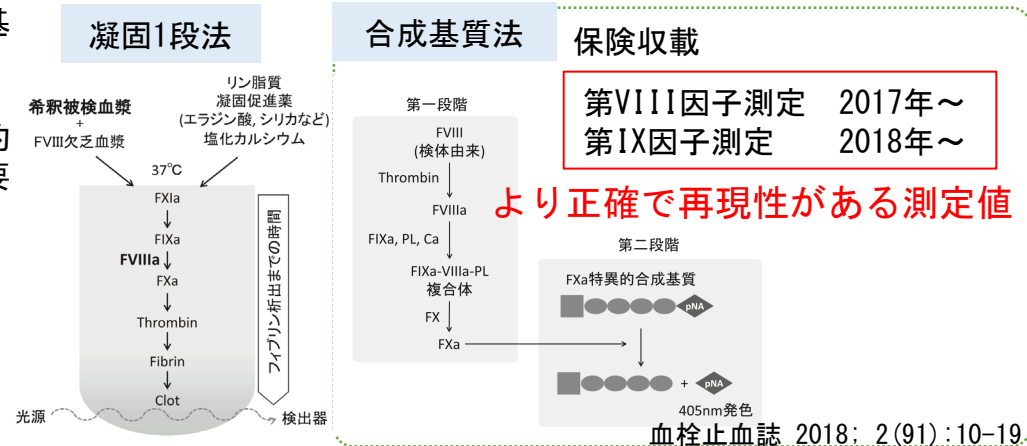 基
的
要
凝固1段法
希釈被検血漿
+
FVIII欠乏血漿
リン脂質
凝固促進薬
(エラジン酸, シリカなど)
塩化カルシウム
37℃
FXIa
FIXa
FVIIIa
FXa
Thrombin
Fibrin
Clot
フィブリン析出までの時間
光源
検出器
合成基質法
保険収載
第VIII因子測定 2017年～
第IX因子測定 2018年～
より正確で再現性がある測定値
第一段階
FVIII
(検体由来)
Thrombin
FVIIIa
FIXa, PL, Ca
FIXa-VIIIa-PL
複合体
FX
FXa
第二段階
FXa特異的合成基質
pNA
+ pNA
405nm発色
血栓止血誌 2018; 2(91):10-19